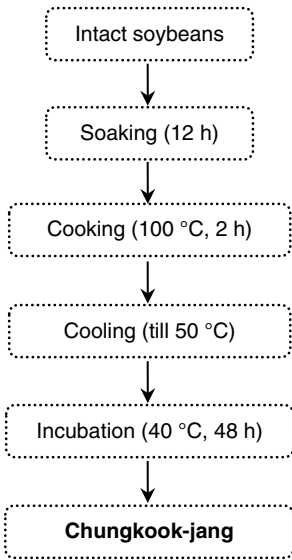 Intact soybeans
Soaking (12 h)
Cooking (100 °C, 2 h)
Cooling (till 50 °C)
Incubation (40 °C, 48 h)
Chungkook-jang